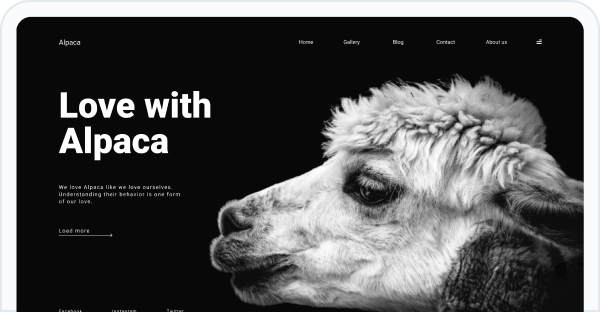 Alpaca
Home Gallery Blog Contact About us
Love with
Alpaca
We love Alpaca like we love ourselves.
Understanding their behavior is one form
of our love.
Load more
Facebook Instagram Twitter